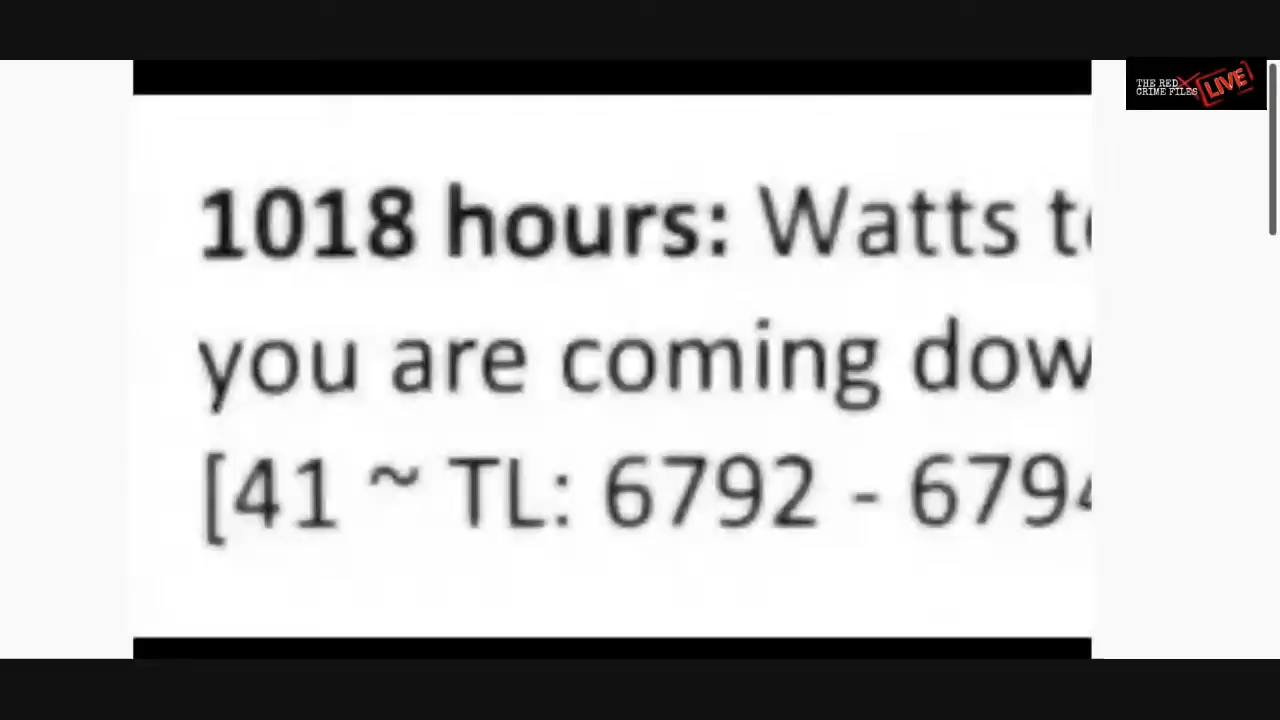 THE RED
CRIME FILES
LIVE
1018 hours: Watts
you are coming
[41 ~ TL: 6792 -